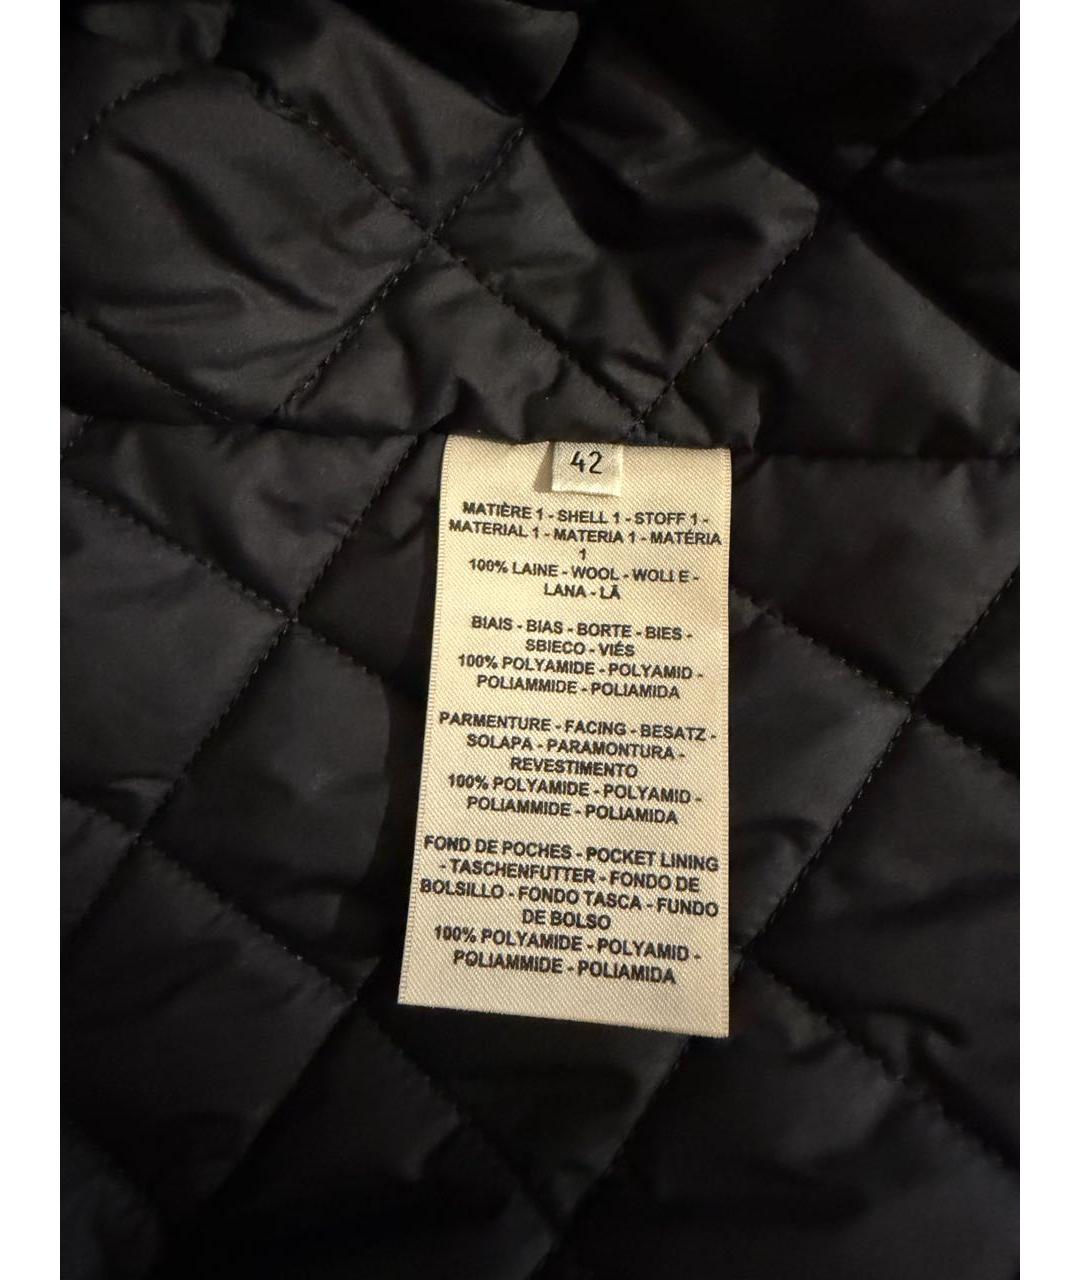 42
MATIÈRE 1 - SHELL 1 - STOFF 1 -
MATERIAL 1 - MATERIA 1 - MATÉRIA
1
100% LAINE - WOOL - WOLLE -
LANA - LÃ
BIAIS - BIAS - BORTE - BIES -
SBIECO - VIÉS
100% POLYAMIDE - POLYAMID -
POLIAMMIDE - POLIAMIDA
PARMENTURE - FACING - BESATZ -
SOLAPA - PARAMONTURA -
REVESTIMENTO
100% POLYAMIDE - POLYAMID -
POLIAMMIDE - POLIAMIDA
FOND DE POCHES - POCKET LINING
- TASCHENFUTTER - FONDO DE
BOLSILLO - FONDO TASCA - FUNDO
DE BOLSO
100% POLYAMIDE - POLYAMID -
POLIAMMIDE - POLIAMIDA